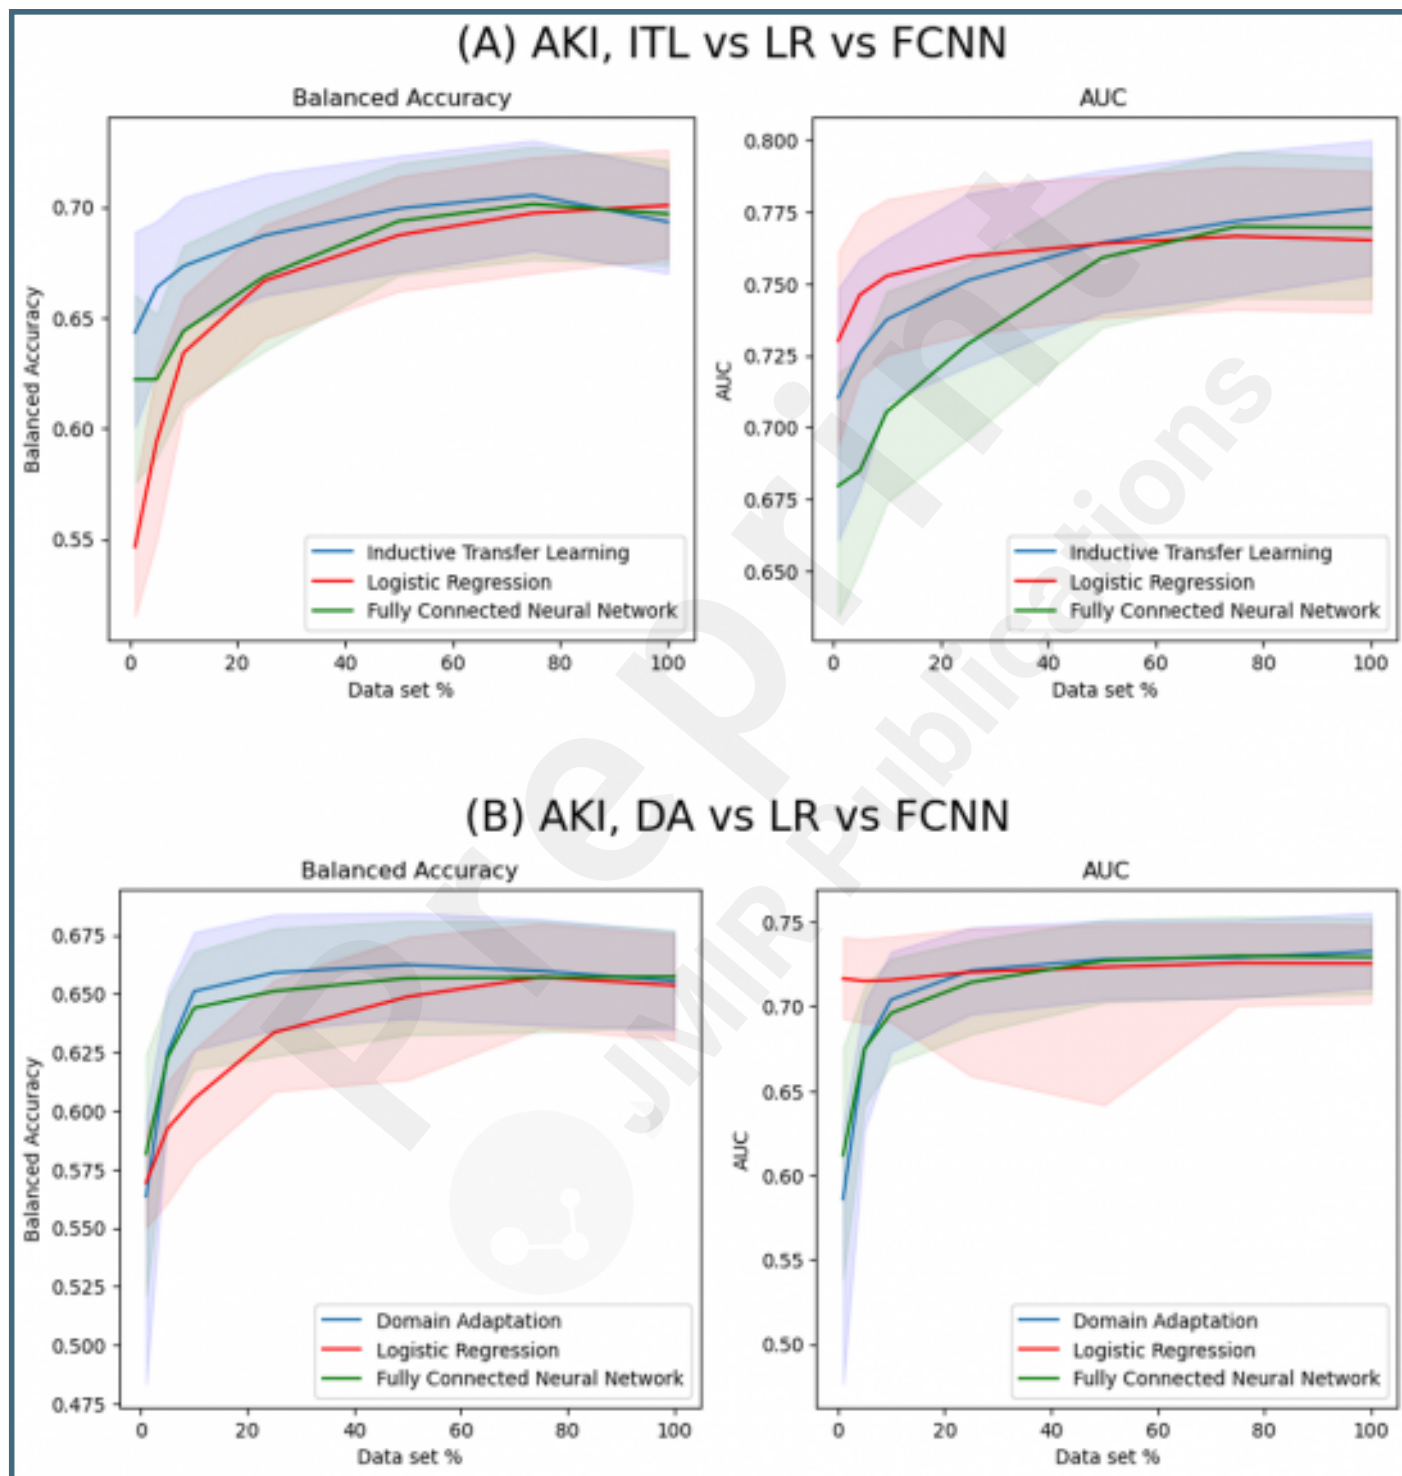 (A) AKI, ITL vs LR vs FCNN
Balanced Accuracy
0.70
0.65
0.60
0.55
Balanced Accuracy
Inductive Transfer Learning
Logistic Regression
Fully Connected Neural Network
0 20 40 60 80 100
Data set %
AUC
0.800
0.775
0.750
0.725
0.700
0.675
0.650
AUC
Inductive Transfer Learning
Logistic Regression
Fully Connected Neural Network
0 20 40 60 80 100
Data set %
(B) AKI, DA vs LR vs FCNN
Balanced Accuracy
0.675
0.650
0.625
0.600
0.575
0.550
0.525
0.500
0.475
Balanced Accuracy
Domain Adaptation
Logistic Regression
Fully Connected Neural Network
0 20 40 60 80 100
Data set %
AUC
0.75
0.70
0.65
0.60
0.55
0.50
AUC
Domain Adaptation
Logistic Regression
Fully Connected Neural Network
0 20 40 60 80 100
Data set %
Preprint
JMIR Publications